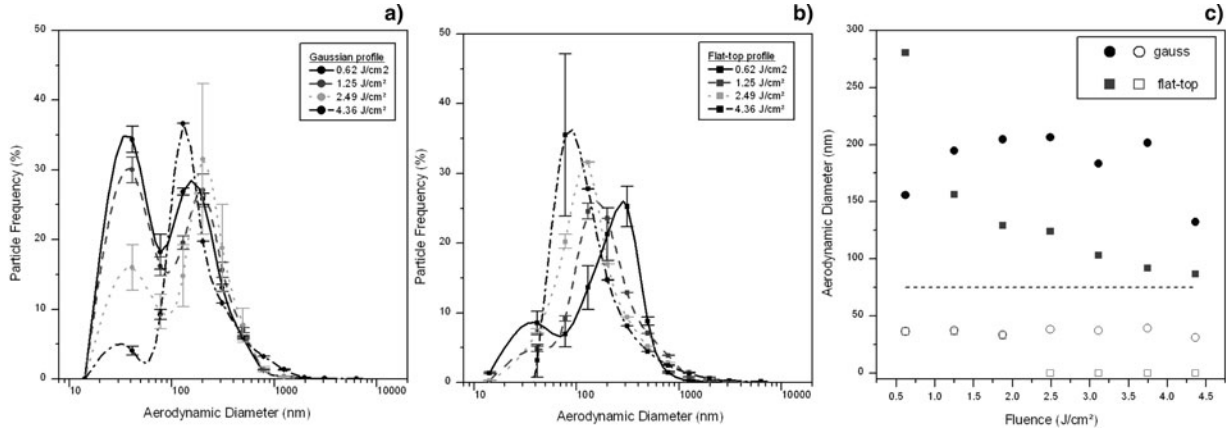 a)
50
40
30
20
10
0
Particle Frequency (%)
10
100
1000
10000
Aerodynamic Diameter (nm)
Gaussian profile
0.62 J/cm2
1.25 J/cm²
2.49 J/cm²
4.36 J/cm²
b)
50
40
30
20
10
0
Particle Frequency (%)
10
100
1000
10000
Aerodynamic Diameter (nm)
Flat-top profile
0.62 J/cm2
1.25 J/cm²
2.49 J/cm²
4.36 J/cm²
c)
300
250
200
150
100
50
0
Aerodynamic Diameter (nm)
0.5 1.0 1.5 2.0 2.5 3.0 3.5 4.0 4.5
Fluence (J/cm²)
gauss
flat-top